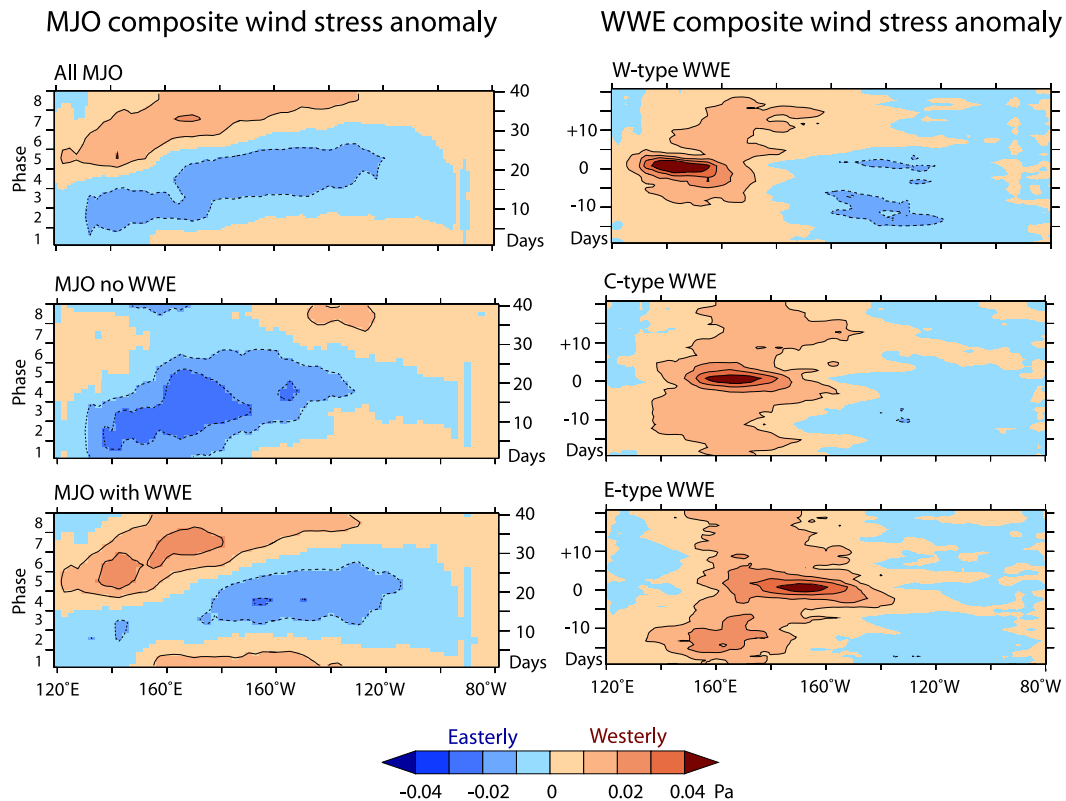 MJO composite wind stress anomaly
WWE composite wind stress anomaly
All MJO
Phase
8
7
6
5
4
3
2
1
40
30
20
10
Days
W-type WWE
+10
0
-10
Days
MJO no WWE
Phase
8
7
6
5
4
3
2
1
40
30
20
10
Days
C-type WWE
+10
0
-10
Days
MJO with WWE
Phase
8
7
6
5
4
3
2
1
40
30
20
10
Days
120˚E 160˚E 160˚W 120˚W 80˚W
E-type WWE
+10
0
-10
Days
120˚E 160˚E 160˚W 120˚W 80˚W
Easterly Westerly
-0.04 -0.02 0 0.02 0.04 Pa